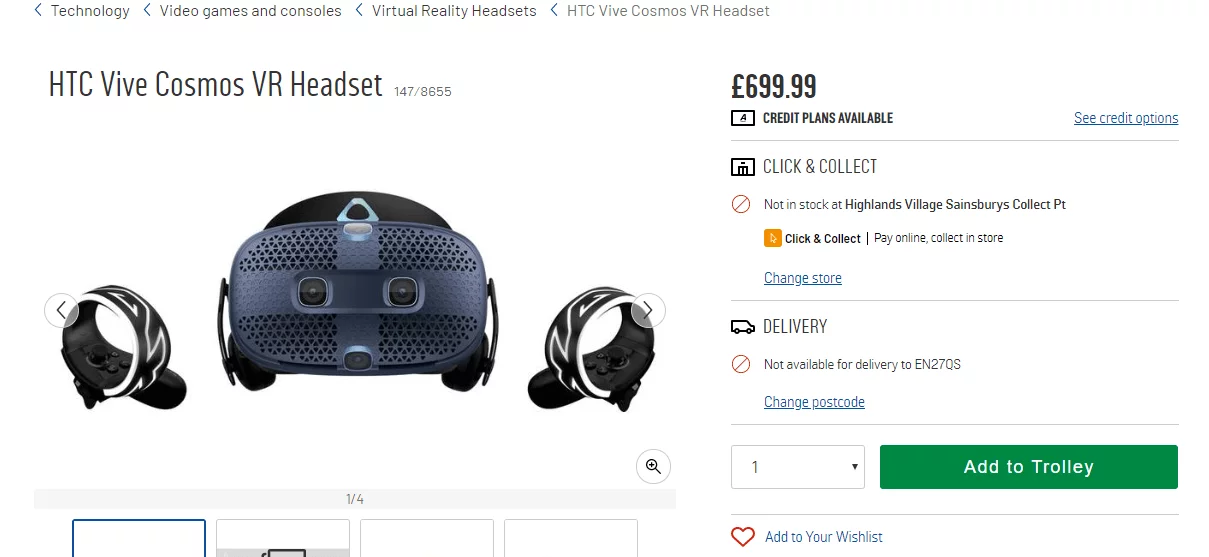 Technology Video games and consoles Virtual Reality Headsets HTC Vive Cosmos VR Headset
HTC Vive Cosmos VR Headset 147/8655
1/4
£699.99
CREDIT PLANS AVAILABLE See credit options
CLICK & COLLECT
Not in stock at Highlands Village Sainsburys Collect Pt
Click & Collect | Pay online, collect in store
Change store
DELIVERY
Not available for delivery to EN27QS
Change postcode
1 Add to Trolley
Add to Your Wishlist